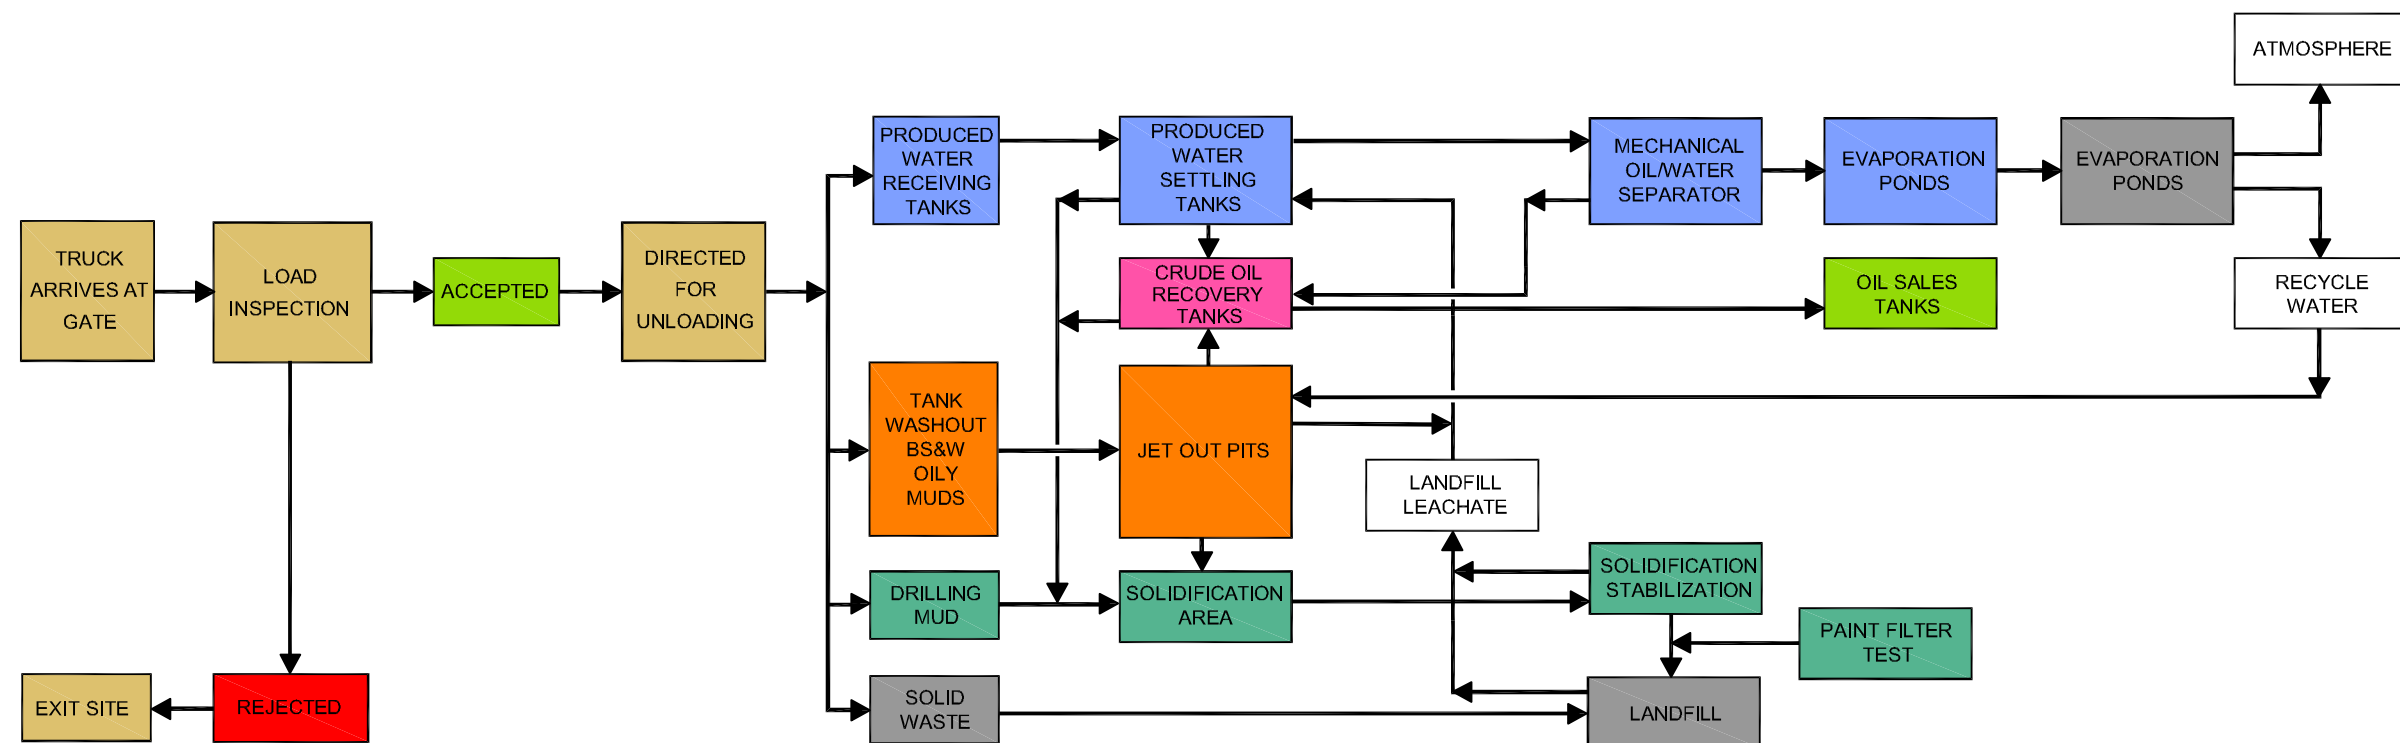 TRUCK
ARRIVES AT
GATE
LOAD
INSPECTION
ACCEPTED
DIRECTED
FOR
UNLOADING
REJECTED
EXIT SITE
PRODUCED
WATER
RECEIVING
TANKS
TANK
WASHOUT
BS&W
OILY
MUDS
DRILLING
MUD
SOLID
WASTE
PRODUCED
WATER
SETTLING
TANKS
CRUDE OIL
RECOVERY
TANKS
JET OUT PITS
SOLIDIFICATION
AREA
LANDFILL
LEACHATE
MECHANICAL
OIL/WATER
SEPARATOR
SOLIDIFICATION
STABILIZATION
LANDFILL
EVAPORATION
PONDS
OIL SALES
TANKS
PAINT FILTER
TEST
EVAPORATION
PONDS
ATMOSPHERE
RECYCLE
WATER